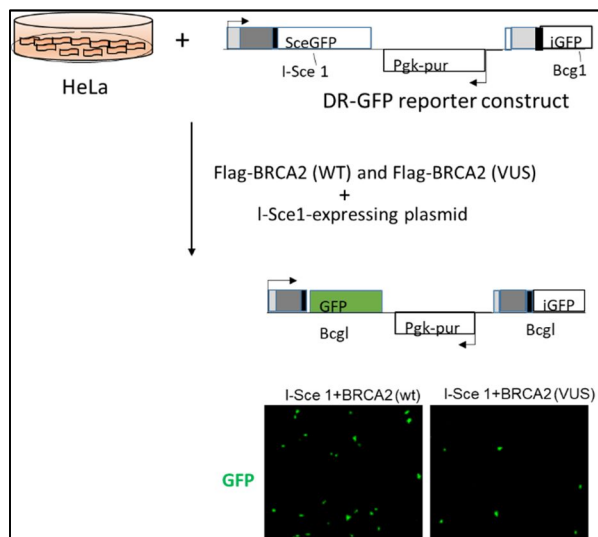 +
SceGFP
iGFP
I-Sce 1
Pgk-pur
Bcg1
HeLa
DR-GFP reporter construct
Flag-BRCA2 (WT) and Flag-BRCA2 (VUS)
+
I-Sce1-expressing plasmid
GFP
iGFP
BcgI
Pgk-pur
BcgI
I-Sce 1+BRCA2(wt) I-Sce 1+BRCA2(VUS)
GFP